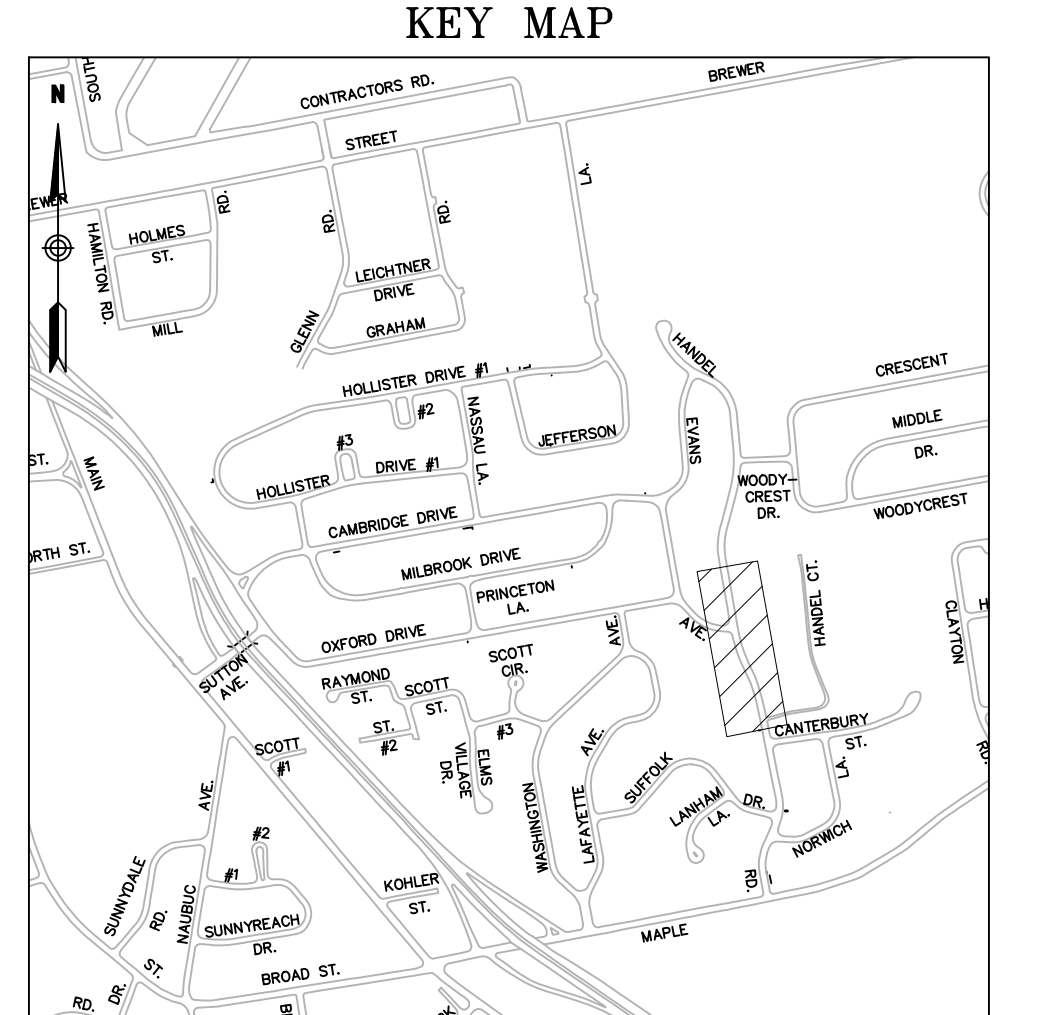 KEY MAP
SOUTH
N
CONTRACTORS RD.
BREWER
STREET
LA.
EWER
RD.
RD.
RD.
HAMILTON RD.
HOLMES
ST.
LEICHTNER
DRIVE
MILL
GLENN
GRAHAM
HANDEL
CRESCENT
HOLLISTER DRIVE #1
#2
NASSAU LA.
#3
JEFFERSON
EVANS
MIDDLE
DR.
ST.
MAIN
DRIVE #1
HOLLISTER
WOODY-
CREST
DR.
WOODYCREST
CAMBRIDGE DRIVE
ORTH ST.
MILBROOK DRIVE
PRINCETON
LA.
HANDEL CT.
CLAYTON
H
OXFORD DRIVE
AVE.
AVE.
SUTTON
AVE.
SCOTT
CIR.
RAYMOND
ST.
SCOTT
ST.
ST.
#2
#3
CANTERBURY
ST.
RD.
SCOTT
#1
VILLAGE
DR.
ELMS
AVE.
SUFFOLK
LA.
AVE.
LANHAM
LA.
DR.
WASHINGTON
LAFAYETTE
NORWICH
#2
#1
SUNNYDALE
RD.
NAUBUC
KOHLER
ST.
RD.
SUNNYREACH
DR.
MAPLE
ST.
BROAD ST.
RD.
DR.